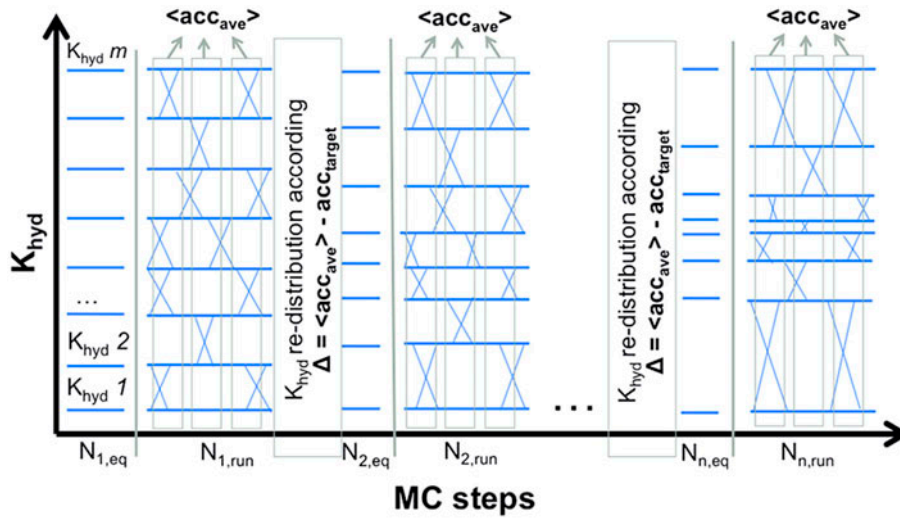 <acc_ave> <acc_ave> <acc_ave>
K_hyd m
K_hyd
...
K_hyd 2
K_hyd 1
K_hyd re-distribution according
Δ = <acc_ave> - acc_target
...
K_hyd re-distribution according
Δ = <acc_ave> - acc_target
N_1,eq N_1,run N_2,eq N_2,run N_n,eq N_n,run
MC steps